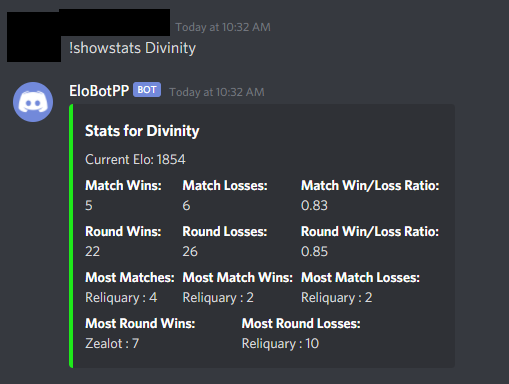 Today at 10:32 AM
!showstats Divinity
EloBotPP BOT Today at 10:32 AM
Stats for Divinity
Current Elo: 1854
Match Wins: Match Losses: Match Win/Loss Ratio:
5 6 0.83
Round Wins: Round Losses: Round Win/Loss Ratio:
22 26 0.85
Most Matches: Most Match Wins: Most Match Losses:
Reliquary : 4 Reliquary : 2 Reliquary : 2
Most Round Wins: Most Round Losses:
Zealot : 7 Reliquary : 10